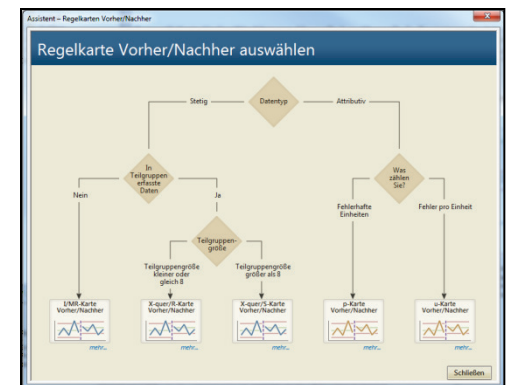 Assistent – Regelkarten Vorher/Nachher
Regelkarte Vorher/Nachher auswählen
Stetig
Datentyp
Attributiv
In
Teilgruppen
erfasste
Daten
Was
zählen
Sie?
Nein
Ja
Fehlerhafte
Einheiten
Fehler pro Einheit
Teilgruppen-
größe
Teilgruppengröße
kleiner oder
gleich 8
Teilgruppengröße
größer als 8
I/MR-Karte
Vorher/Nachher
X-quer/R-Karte
Vorher/Nachher
X-quer/S-Karte
Vorher/Nachher
p-Karte
Vorher/Nachher
u-Karte
Vorher/Nachher
mehr...
mehr...
mehr...
mehr...
mehr...
Schließen